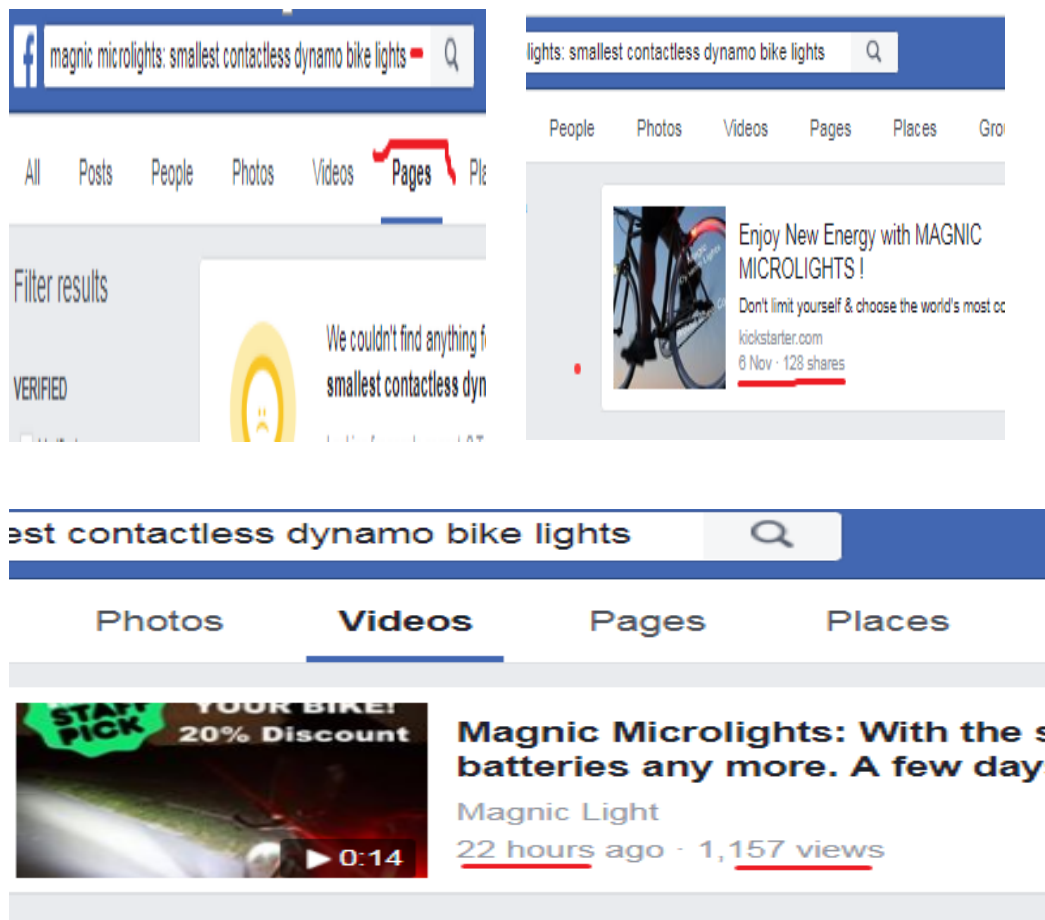 f
magnic microlights: smallest contactless dynamo bike lights
All Posts People Photos Videos Pages
Filter results
We couldn't find anything
smallest contactless dyn
VERIFIED
lights: smallest contactless dynamo bike lights
People Photos Videos Pages Places Gro
Enjoy New Energy with MAGNIC
MICROLIGHTS !
Don't limit yourself & choose the world's most co
kickstarter.com
6 Nov · 128 shares
est contactless dynamo bike lights
Photos Videos Pages Places
STAFF
PICK
YOUR BIKE!
20% Discount
0:14
Magnic Microlights: With the s
batteries any more. A few day
Magnic Light
22 hours ago · 1,157 views